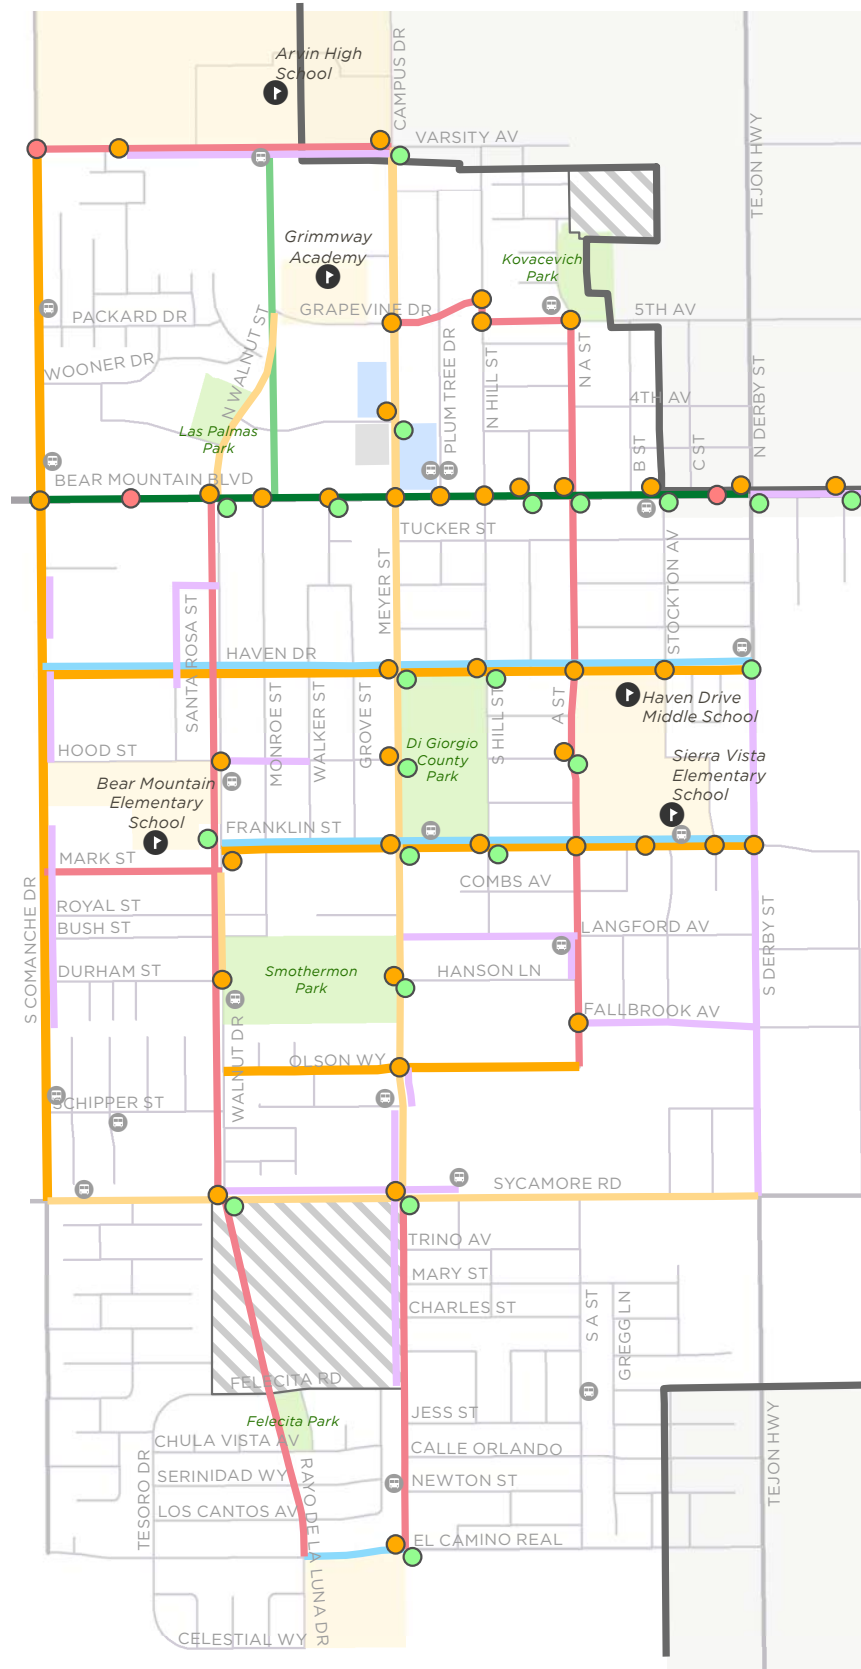 CAMPUS DR
Arvin High
School
VARSITY AV
TEJON HWY
Grimmway
Academy
Kovacevich
Park
PACKARD DR
GRAPEVINE DR
5TH AV
WOONER DR
N WALNUT ST
PLUM TREE DR
N HILL ST
N A ST
4TH AV
N DERBY ST
Las Palmas
Park
B ST
C ST
BEAR MOUNTAIN BLVD
TUCKER ST
MEYER ST
STOCKTON AV
SANTA ROSA ST
HAVEN DR
MONROE ST
WALKER ST
GROVE ST
S HILL ST
A ST
Haven Drive
Middle School
HOOD ST
Di Giorgio
County
Park
Sierra Vista
Elementary
School
Bear Mountain
Elementary
School
FRANKLIN ST
MARK ST
S COMANCHE DR
COMBS AV
ROYAL ST
BUSH ST
LANGFORD AV
S DERBY ST
DURHAM ST
Smothermon
Park
HANSON LN
FALLBROOK AV
WALNUT DR
OLSON WY
SCHIPPER ST
SYCAMORE RD
TRINO AV
MARY ST
CHARLES ST
S A ST
GREGG LN
FELECITA RD
Felecita Park
JESS ST
TEJON HWY
CHULA VISTA AV
CALLE ORLANDO
TESORO DR
SERINIDAD WY
NEWTON ST
LOS CANTOS AV
RAYO DE LA LUNA DR
EL CAMINO REAL
CELESTIAL WY